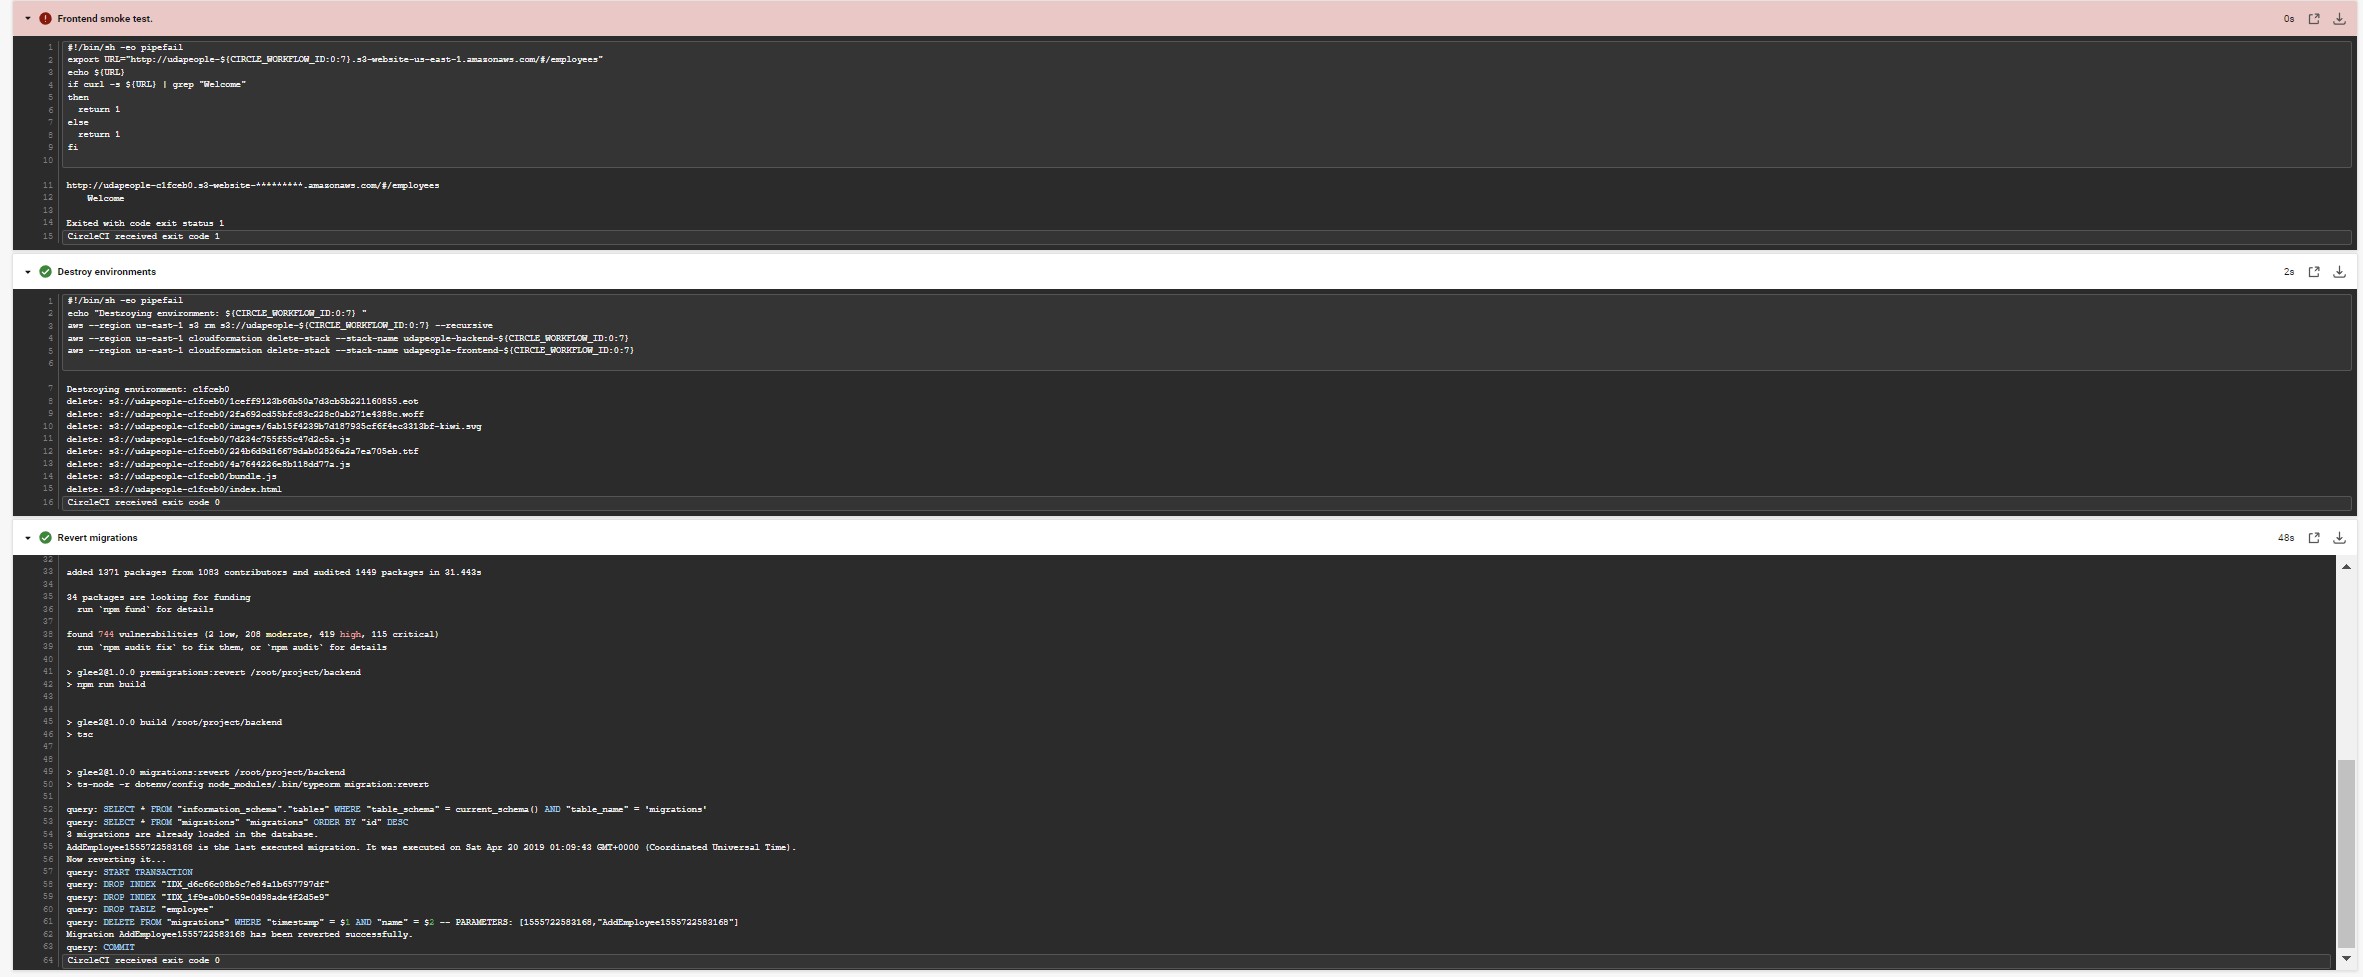 Frontend smoke test.
0s
1 #!/bin/sh -eo pipefail
2 export URL="http://udapeople-${CIRCLE_WORKFLOW_ID:0:7}.s3-website-us-east-1.amazonaws.com/#/employees"
3 echo ${URL}
4 if curl -s ${URL} | grep "Welcome"
5 then
6 return 1
7 else
8 return 1
9 fi
10
11 http://udapeople-c1fceb0.s3-website-*********.amazonaws.com/#/employees
12 Welcome
13
14 Exited with code exit status 1
15 CircleCI received exit code 1
Destroy environments
2s
1 #!/bin/sh -eo pipefail
2 echo "Destroying environment: ${CIRCLE_WORKFLOW_ID:0:7} "
3 aws --region us-east-1 s3 rm s3://udapeople-${CIRCLE_WORKFLOW_ID:0:7} --recursive
4 aws --region us-east-1 cloudformation delete-stack --stack-name udapeople-backend-${CIRCLE_WORKFLOW_ID:0:7}
5 aws --region us-east-1 cloudformation delete-stack --stack-name udapeople-frontend-${CIRCLE_WORKFLOW_ID:0:7}
6
7 Destroying environment: c1fceb0
8 delete: s3://udapeople-c1fceb0/1ceff9123b66b50a7d3cb5b221160855.eot
9 delete: s3://udapeople-c1fceb0/2fa692cd55bfc83c228c0ab271e4388c.woff
10 delete: s3://udapeople-c1fceb0/images/6ab15f4239b7d187935cf6f4ec3313bf-kiwi.svg
11 delete: s3://udapeople-c1fceb0/7d234c755f55c47d2c5a.js
12 delete: s3://udapeople-c1fceb0/224b6d9d16679dab02826a2a7ea705eb.ttf
13 delete: s3://udapeople-c1fceb0/4a7644226e8b118dd77a.js
14 delete: s3://udapeople-c1fceb0/bundle.js
15 delete: s3://udapeople-c1fceb0/index.html
16 CircleCI received exit code 0
Revert migrations
48s
32
33 added 1371 packages from 1083 contributors and audited 1449 packages in 31.443s
34
35 34 packages are looking for funding
36 run `npm fund` for details
37
38 found 744 vulnerabilities (2 low, 208 moderate, 419 high, 115 critical)
39 run `npm audit fix` to fix them, or `npm audit` for details
40
41 > glee2@1.0.0 premigrations:revert /root/project/backend
42 > npm run build
43
44
45 > glee2@1.0.0 build /root/project/backend
46 > tsc
47
48
49 > glee2@1.0.0 migrations:revert /root/project/backend
50 > ts-node -r dotenv/config node_modules/.bin/typeorm migration:revert
51
52 query: SELECT * FROM "information_schema"."tables" WHERE "table_schema" = current_schema() AND "table_name" = 'migrations'
53 query: SELECT * FROM "migrations" "migrations" ORDER BY "id" DESC
54 3 migrations are already loaded in the database.
55 AddEmployee1555722583168 is the last executed migration. It was executed on Sat Apr 20 2019 01:09:43 GMT+0000 (Coordinated Universal Time).
56 Now reverting it...
57 query: START TRANSACTION
58 query: DROP INDEX "IDX_d6c66c08b9c7e84a1b657797df"
59 query: DROP INDEX "IDX_1f9ea0b0e59e0d98ade4f2d5e9"
60 query: DROP TABLE "employee"
61 query: DELETE FROM "migrations" WHERE "timestamp" = $1 AND "name" = $2 -- PARAMETERS: [1555722583168,"AddEmployee1555722583168"]
62 Migration AddEmployee1555722583168 has been reverted successfully.
63 query: COMMIT
64 CircleCI received exit code 0